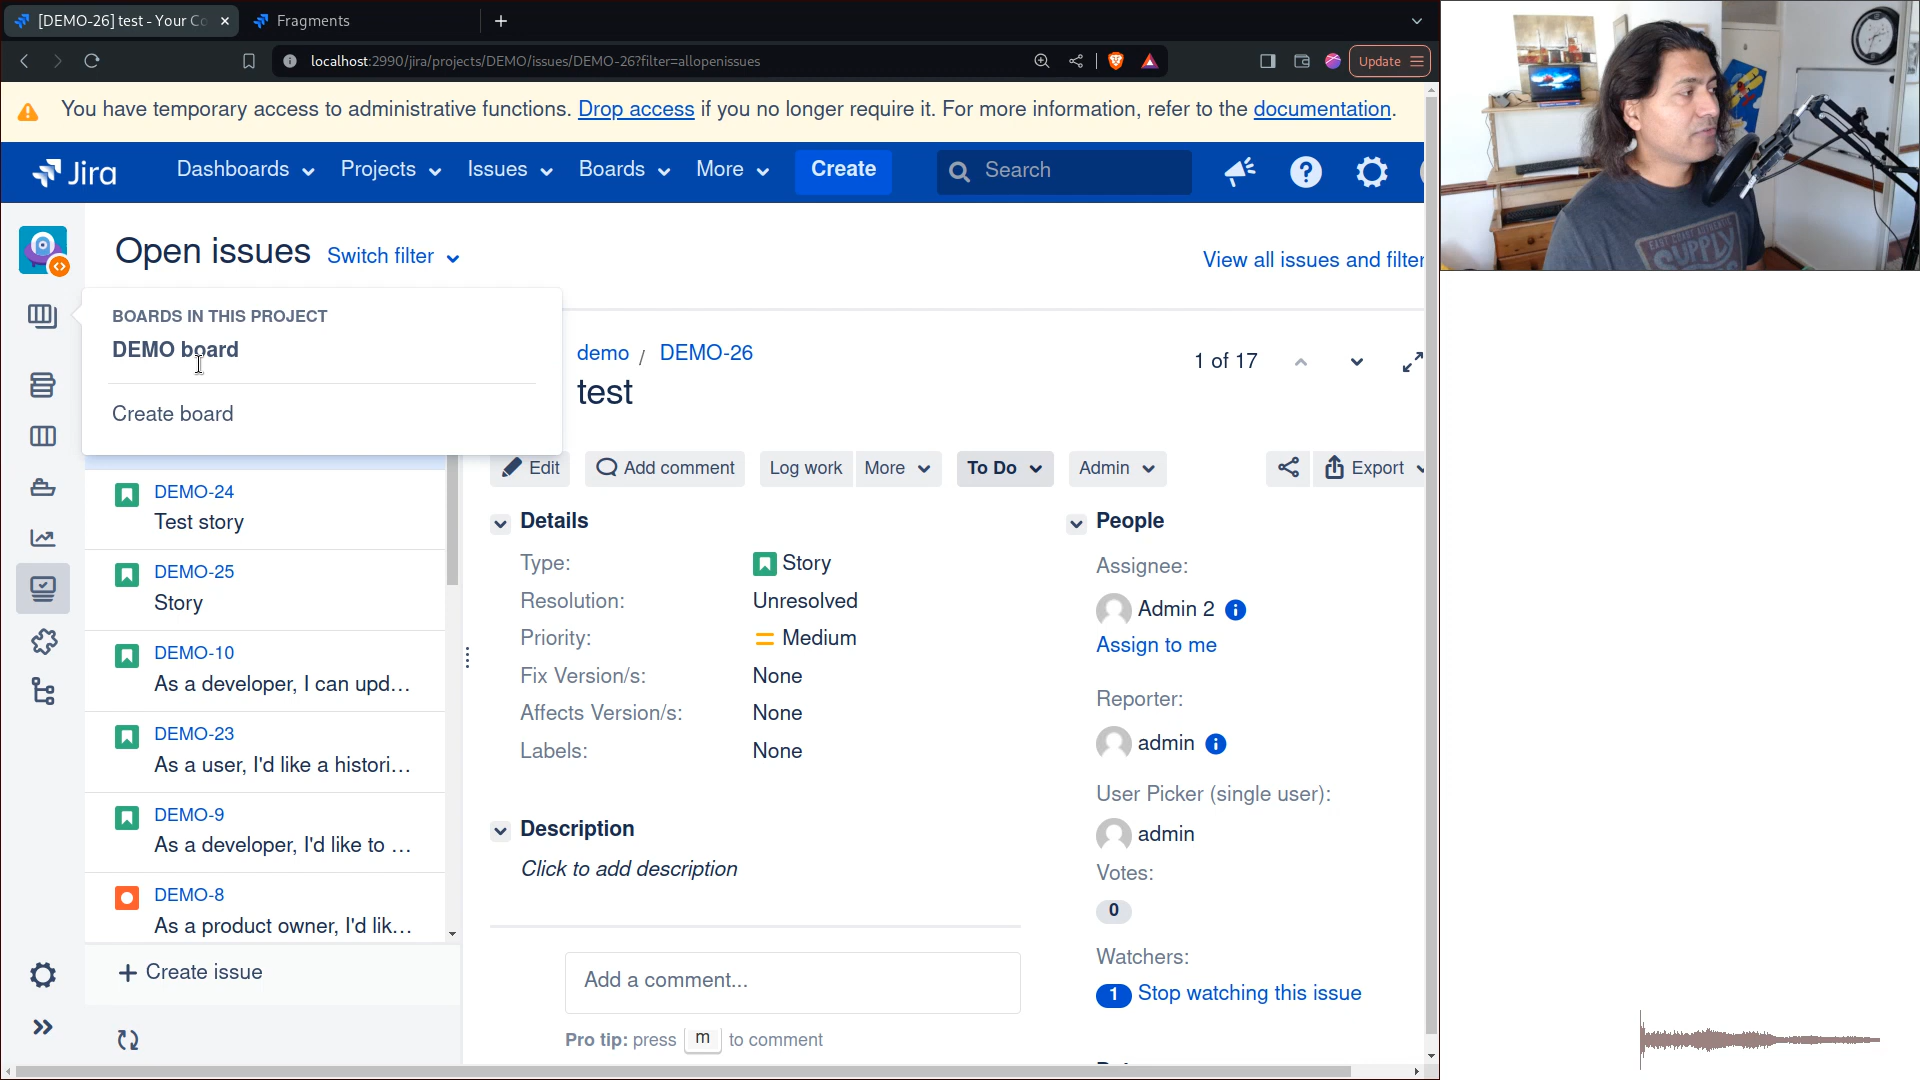 [DEMO-26] test - Your Co
Fragments
localhost:2990/jira/projects/DEMO/issues/DEMO-26?filter=allopenissues
Update
You have temporary access to administrative functions. Drop access if you no longer require it. For more information, refer to the documentation.
Jira
Dashboards
Projects
Issues
Boards
More
Create
Search
Open issues
Switch filter
View all issues and filter
BOARDS IN THIS PROJECT
DEMO board
Create board
demo / DEMO-26
1 of 17
test
Edit
Add comment
Log work
More
To Do
Admin
Export
DEMO-24
Test story
DEMO-25
Story
DEMO-10
As a developer, I can upd...
DEMO-23
As a user, I'd like a histori...
DEMO-9
As a developer, I'd like to ...
DEMO-8
As a product owner, I'd lik...
+ Create issue
Details
Type: Story
Resolution: Unresolved
Priority: Medium
Fix Version/s: None
Affects Version/s: None
Labels: None
Description
Click to add description
Add a comment...
Pro tip: press m to comment
People
Assignee:
Admin 2
Assign to me
Reporter:
admin
User Picker (single user):
admin
Votes:
0
Watchers:
1 Stop watching this issue
EAST COAST AUTHENTIC
SUPPLY